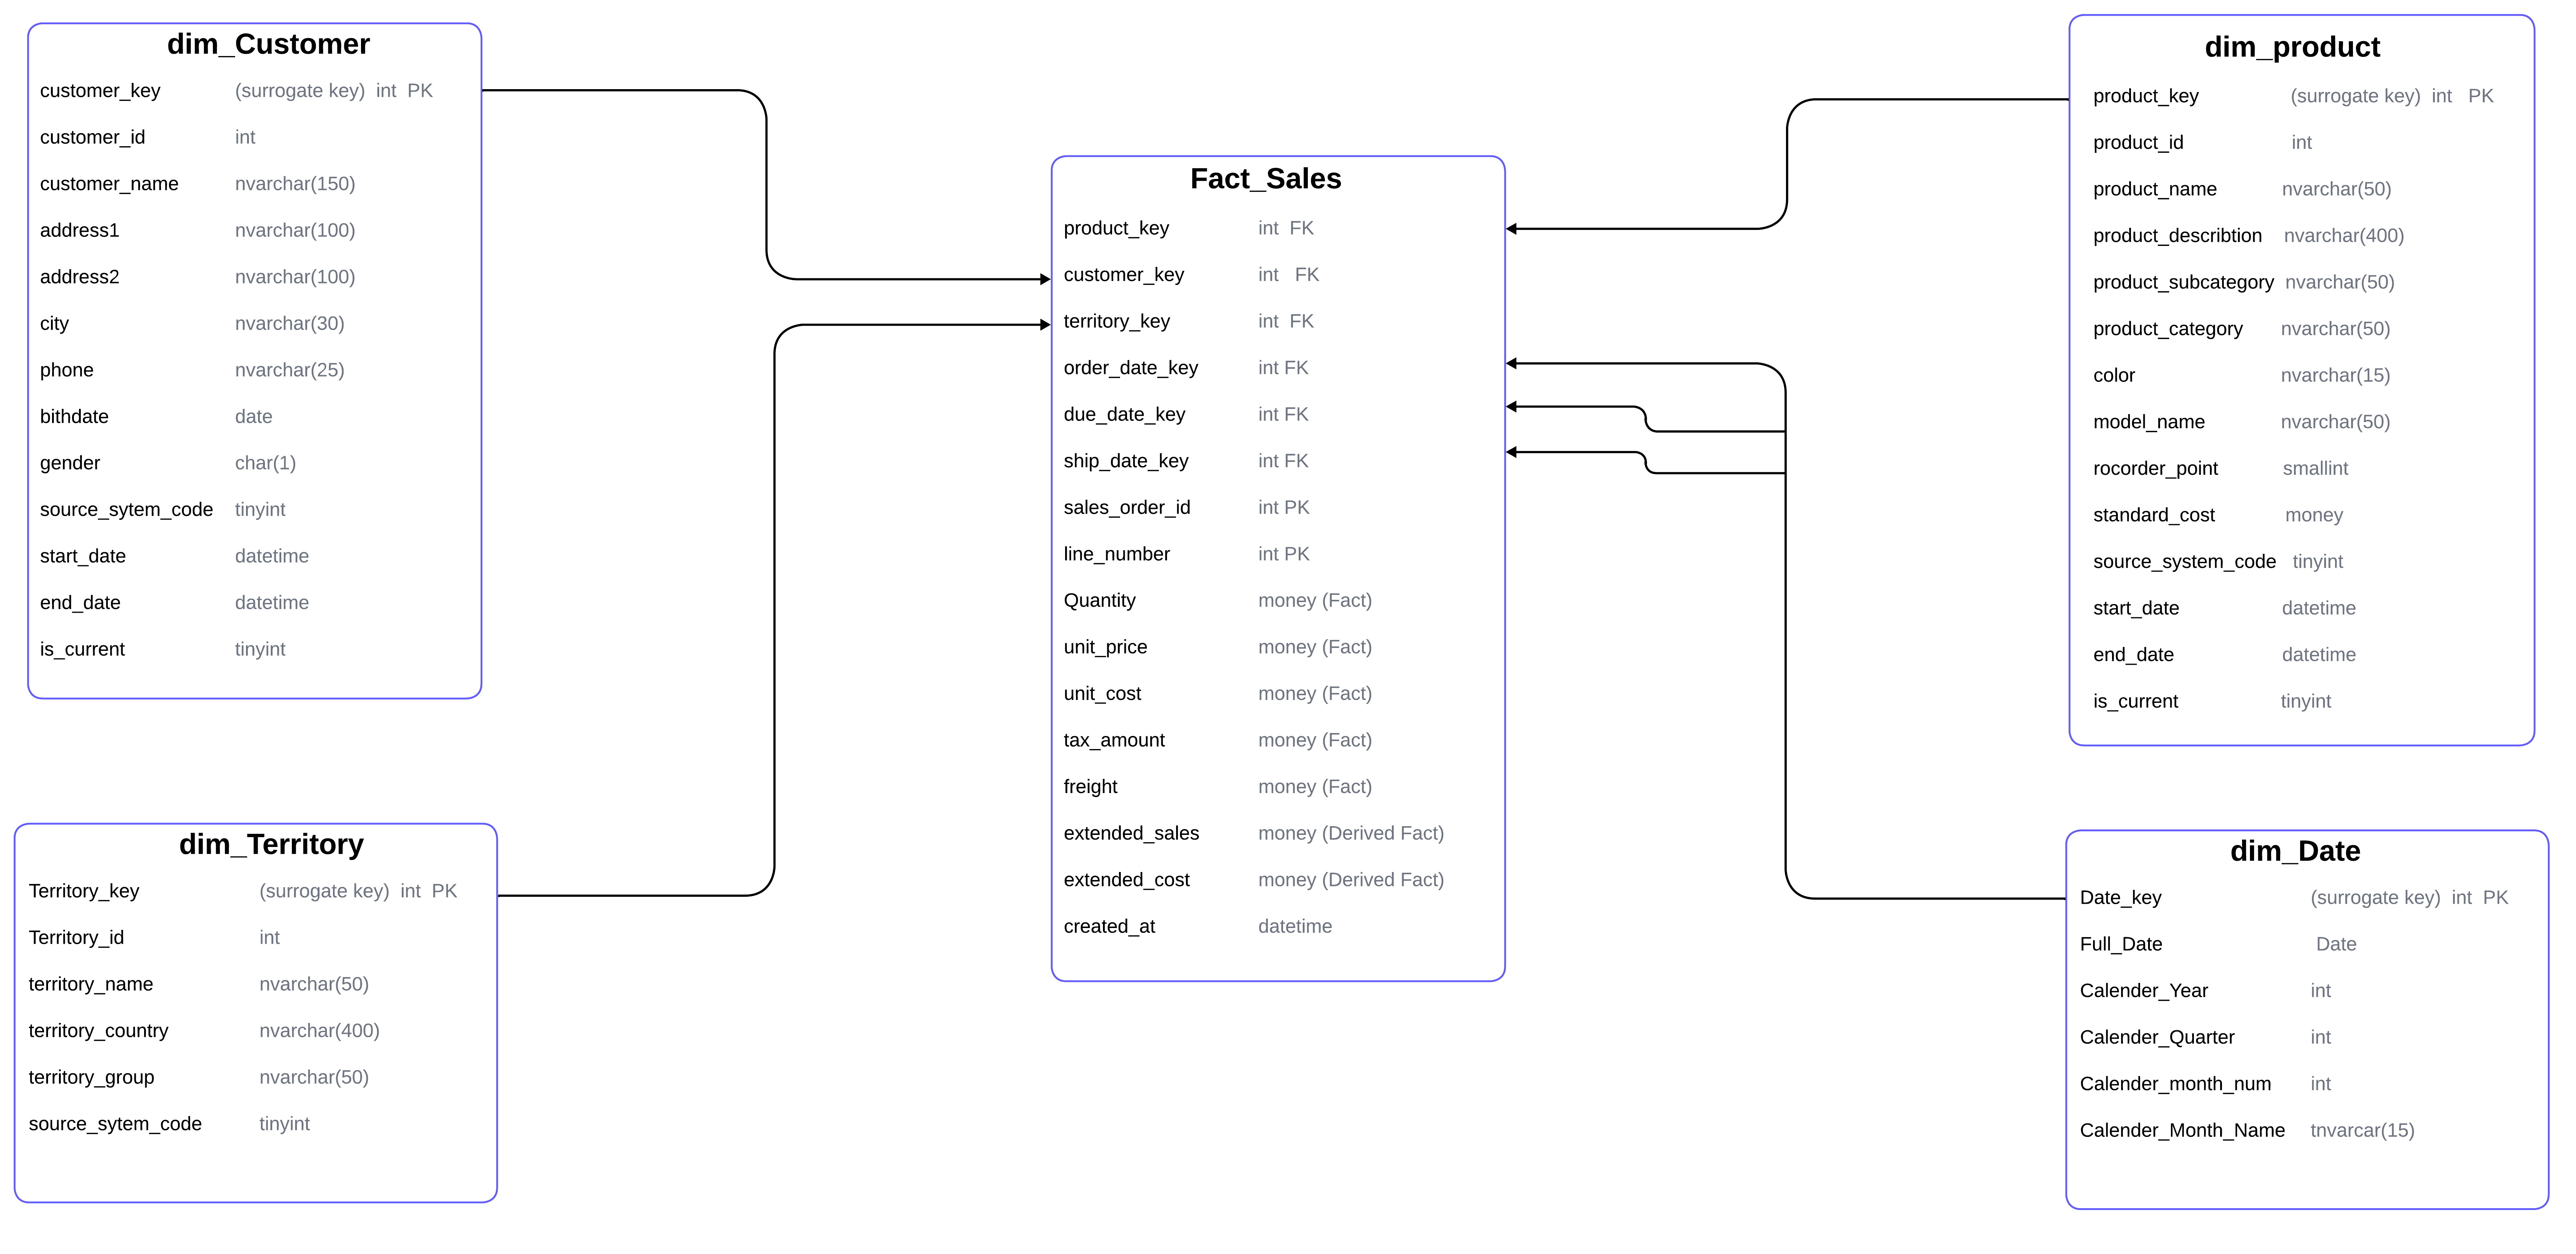 dim_Customer
customer_key (surrogate key) int PK
customer_id int
customer_name nvarchar(150)
address1 nvarchar(100)
address2 nvarchar(100)
city nvarchar(30)
phone nvarchar(25)
bithdate date
gender char(1)
source_sytem_code tinyint
start_date datetime
end_date datetime
is_current tinyint
dim_Territory
Territory_key (surrogate key) int PK
Territory_id int
territory_name nvarchar(50)
territory_country nvarchar(400)
territory_group nvarchar(50)
source_sytem_code tinyint
Fact_Sales
product_key int FK
customer_key int FK
territory_key int FK
order_date_key int FK
due_date_key int FK
ship_date_key int FK
sales_order_id int PK
line_number int PK
Quantity money (Fact)
unit_price money (Fact)
unit_cost money (Fact)
tax_amount money (Fact)
freight money (Fact)
extended_sales money (Derived Fact)
extended_cost money (Derived Fact)
created_at datetime
dim_product
product_key (surrogate key) int PK
product_id int
product_name nvarchar(50)
product_describtion nvarchar(400)
product_subcategory nvarchar(50)
product_category nvarchar(50)
color nvarchar(15)
model_name nvarchar(50)
rocorder_point smallint
standard_cost money
source_system_code tinyint
start_date datetime
end_date datetime
is_current tinyint
dim_Date
Date_key (surrogate key) int PK
Full_Date Date
Calender_Year int
Calender_Quarter int
Calender_month_num int
Calender_Month_Name tnvarcar(15)